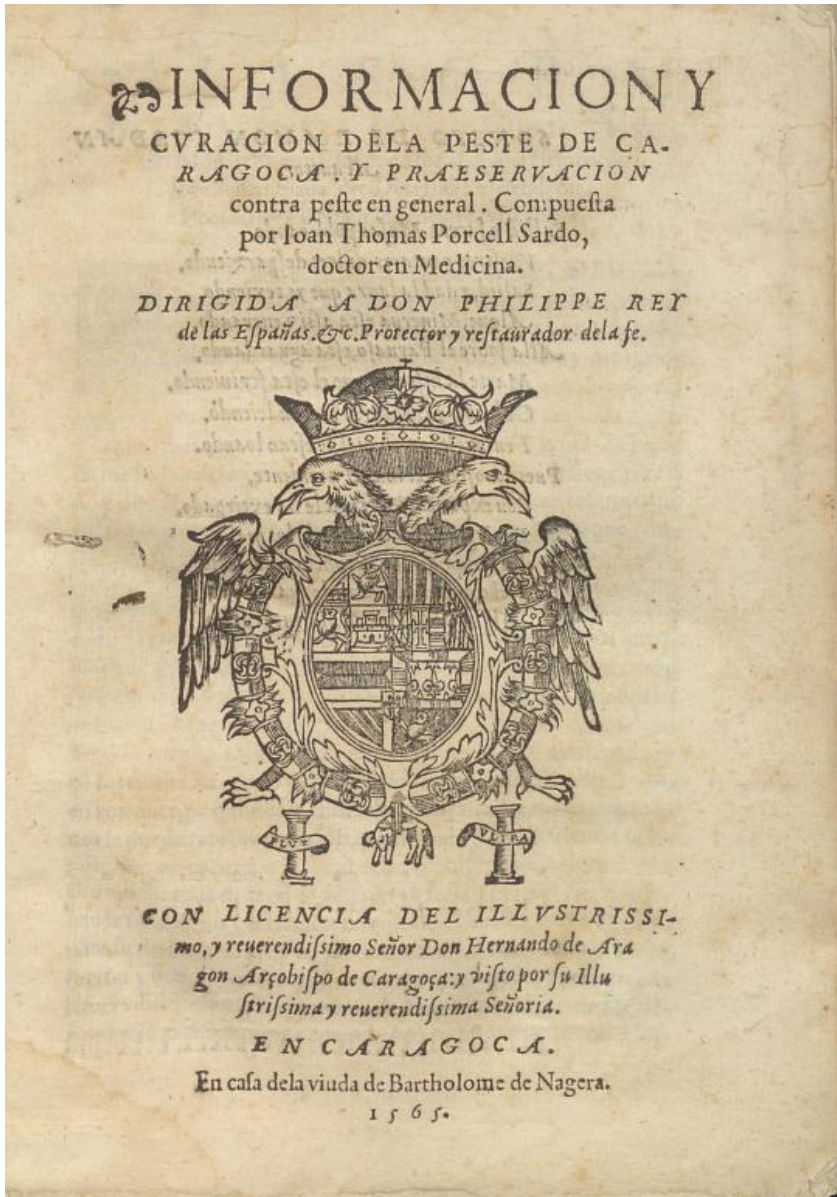 INFORMACION Y
CVRACION DELA PESTE DE CA-
RAGOCA. Y PRAESERVACION
contra peſte en general. Compueſta
por Ioan Thomas Porcell Sardo,
doctor en Medicina.
DIRIGIDA A DON PHILIPPE REY
de las Eſpañas.&c. Protector y reſtaurador dela fe.
PLVS
VLTRA
CON LICENCIA DEL ILLVSTRISSI-
mo, y reuerendiſsimo Señor Don Hernando de Ara
gon Arçobiſpo de Caragoça: y viſto por ſu Illu
ſtriſsima y reuerendiſsima Señoria.
EN CARAGOCA.
En caſa dela viuda de Bartholome de Nagera.
1565.